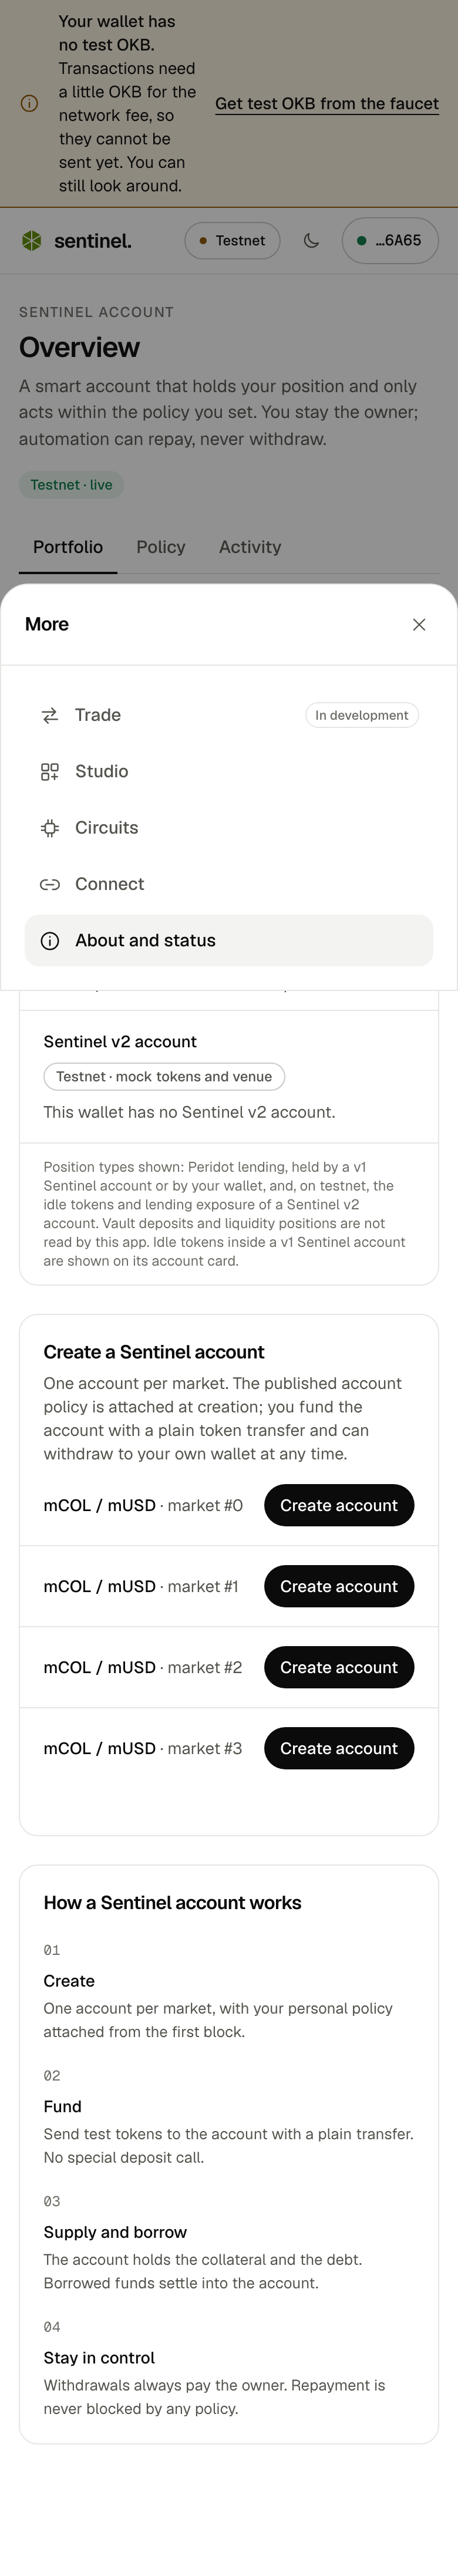 Your wallet has
no test OKB.
Transactions need
a little OKB for the
network fee, so
they cannot be
sent yet. You can
still look around.
Get test OKB from the faucet
sentinel.
Testnet
...6A65
SENTINEL ACCOUNT
Overview
A smart account that holds your position and only
acts within the policy you set. You stay the owner;
automation can repay, never withdraw.
Testnet · live
Portfolio
Policy
Activity
More
Trade
In development
Studio
Circuits
Connect
About and status
Sentinel v2 account
Testnet · mock tokens and venue
This wallet has no Sentinel v2 account.
Position types shown: Peridot lending, held by a v1
Sentinel account or by your wallet, and, on testnet, the
idle tokens and lending exposure of a Sentinel v2
account. Vault deposits and liquidity positions are not
read by this app. Idle tokens inside a v1 Sentinel account
are shown on its account card.
Create a Sentinel account
One account per market. The published account
policy is attached at creation; you fund the
account with a plain token transfer and can
withdraw to your own wallet at any time.
mCOL / mUSD · market #0
Create account
mCOL / mUSD · market #1
Create account
mCOL / mUSD · market #2
Create account
mCOL / mUSD · market #3
Create account
How a Sentinel account works
01
Create
One account per market, with your personal policy
attached from the first block.
02
Fund
Send test tokens to the account with a plain transfer.
No special deposit call.
03
Supply and borrow
The account holds the collateral and the debt.
Borrowed funds settle into the account.
04
Stay in control
Withdrawals always pay the owner. Repayment is
never blocked by any policy.